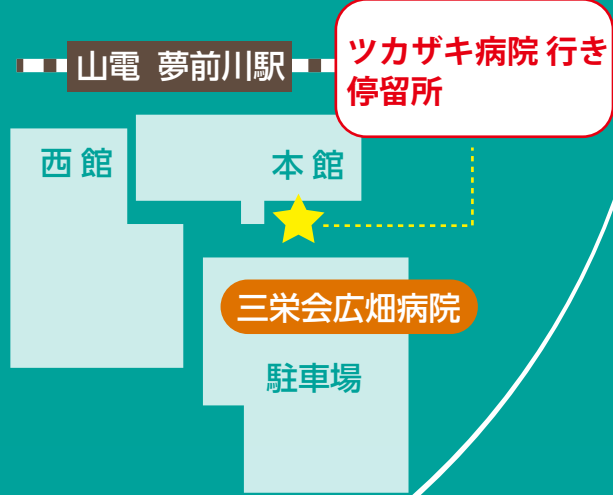 山電 夢前川駅
ツカザキ病院 行き
停留所
西館
本館
三栄会広畑病院
駐車場